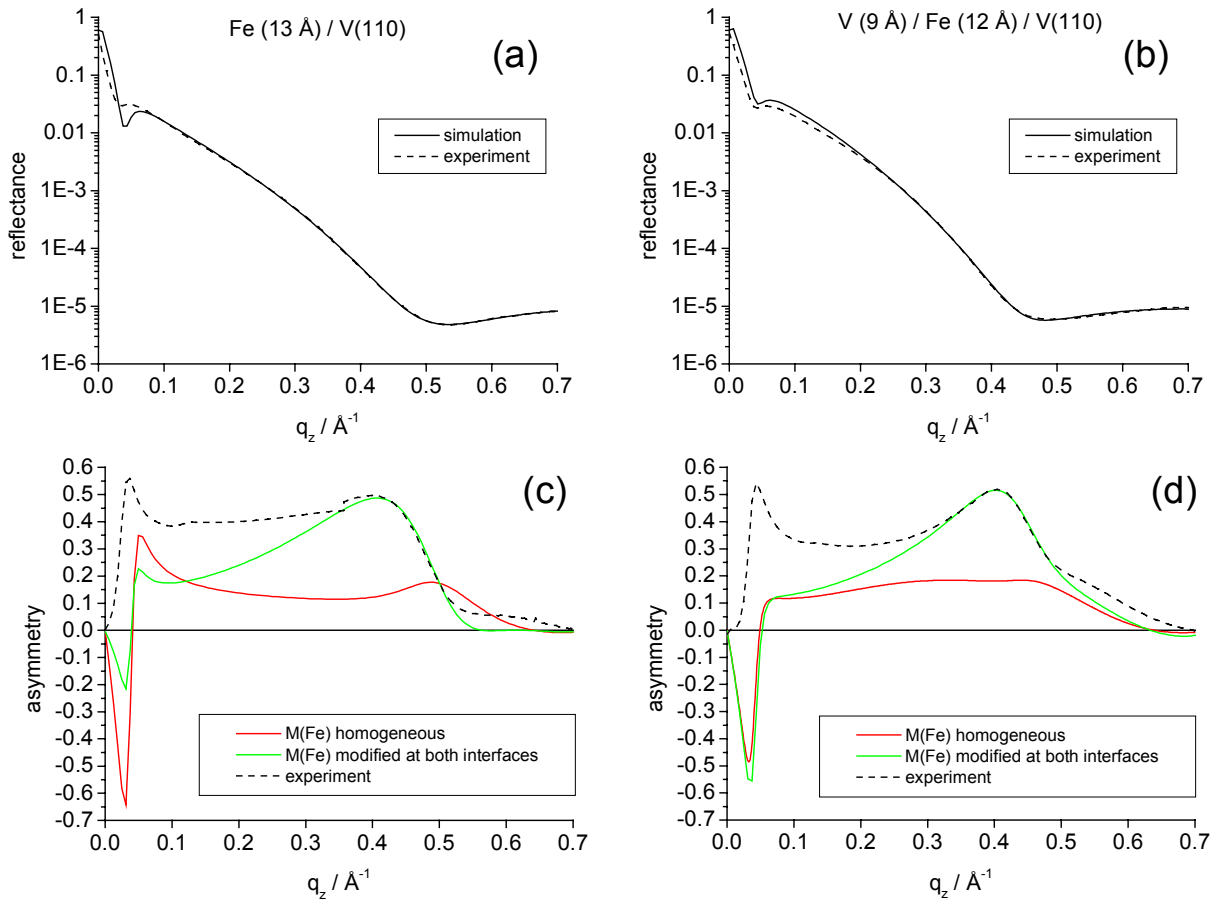 Fe (13 Å) / V(110)
(a)
1
0.1
0.01
1E-3
1E-4
1E-5
1E-6
reflectance
simulation
experiment
0.0 0.1 0.2 0.3 0.4 0.5 0.6 0.7
q_z / Å⁻¹
V (9 Å) / Fe (12 Å) / V(110)
(b)
1
0.1
0.01
1E-3
1E-4
1E-5
1E-6
reflectance
simulation
experiment
0.0 0.1 0.2 0.3 0.4 0.5 0.6 0.7
q_z / Å⁻¹
(c)
0.6
0.5
0.4
0.3
0.2
0.1
0.0
-0.1
-0.2
-0.3
-0.4
-0.5
-0.6
-0.7
asymmetry
M(Fe) homogeneous
M(Fe) modified at both interfaces
experiment
0.0 0.1 0.2 0.3 0.4 0.5 0.6 0.7
q_z / Å⁻¹
(d)
0.6
0.5
0.4
0.3
0.2
0.1
0.0
-0.1
-0.2
-0.3
-0.4
-0.5
-0.6
-0.7
asymmetry
M(Fe) homogeneous
M(Fe) modified at both interfaces
experiment
0.0 0.1 0.2 0.3 0.4 0.5 0.6 0.7
q_z / Å⁻¹